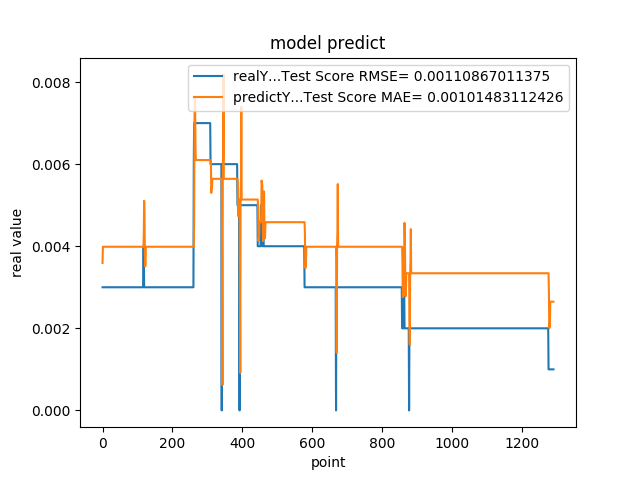 model predict
realY...Test Score RMSE= 0.00110867011375
predictY...Test Score MAE= 0.00101483112426
0.008
0.006
0.004
0.002
0.000
real value
0 200 400 600 800 1000 1200
point